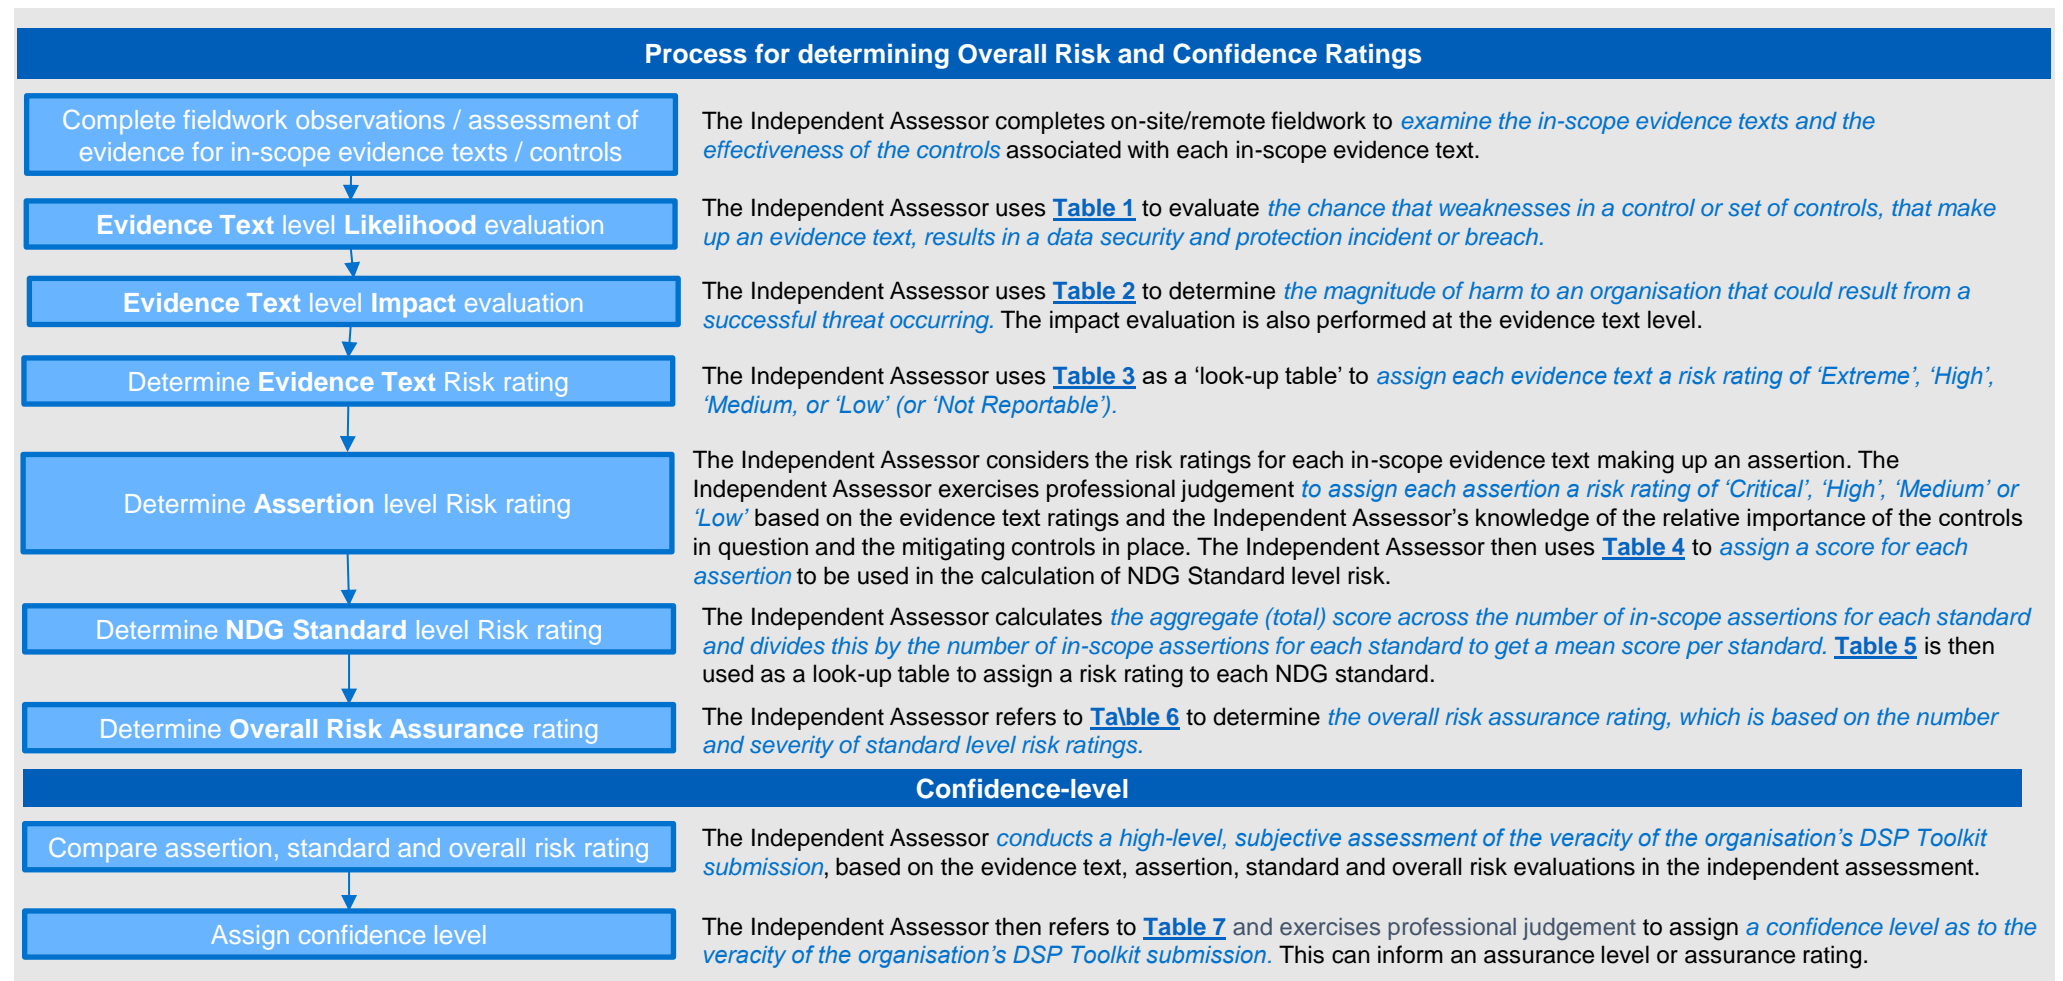 Process for determining Overall Risk and Confidence Ratings
Complete fieldwork observations / assessment of
evidence for in-scope evidence texts / controls
The Independent Assessor completes on-site/remote fieldwork to examine the in-scope evidence texts and the
effectiveness of the controls associated with each in-scope evidence text.
Evidence Text level Likelihood evaluation
The Independent Assessor uses Table 1 to evaluate the chance that weaknesses in a control or set of controls, that make
up an evidence text, results in a data security and protection incident or breach.
Evidence Text level Impact evaluation
The Independent Assessor uses Table 2 to determine the magnitude of harm to an organisation that could result from a
successful threat occurring. The impact evaluation is also performed at the evidence text level.
Determine Evidence Text Risk rating
The Independent Assessor uses Table 3 as a ‘look-up table’ to assign each evidence text a risk rating of ‘Extreme’, ‘High’,
‘Medium, or ‘Low’ (or ‘Not Reportable’).
Determine Assertion level Risk rating
The Independent Assessor considers the risk ratings for each in-scope evidence text making up an assertion. The
Independent Assessor exercises professional judgement to assign each assertion a risk rating of ‘Critical’, ‘High’, ‘Medium’ or
‘Low’ based on the evidence text ratings and the Independent Assessor’s knowledge of the relative importance of the controls
in question and the mitigating controls in place. The Independent Assessor then uses Table 4 to assign a score for each
assertion to be used in the calculation of NDG Standard level risk.
Determine NDG Standard level Risk rating
The Independent Assessor calculates the aggregate (total) score across the number of in-scope assertions for each standard
and divides this by the number of in-scope assertions for each standard to get a mean score per standard. Table 5 is then
used as a look-up table to assign a risk rating to each NDG standard.
Determine Overall Risk Assurance rating
The Independent Assessor refers to Ta\ble 6 to determine the overall risk assurance rating, which is based on the number
and severity of standard level risk ratings.
Confidence-level
Compare assertion, standard and overall risk rating
The Independent Assessor conducts a high-level, subjective assessment of the veracity of the organisation’s DSP Toolkit
submission, based on the evidence text, assertion, standard and overall risk evaluations in the independent assessment.
Assign confidence level
The Independent Assessor then refers to Table 7 and exercises professional judgement to assign a confidence level as to the
veracity of the organisation’s DSP Toolkit submission. This can inform an assurance level or assurance rating.